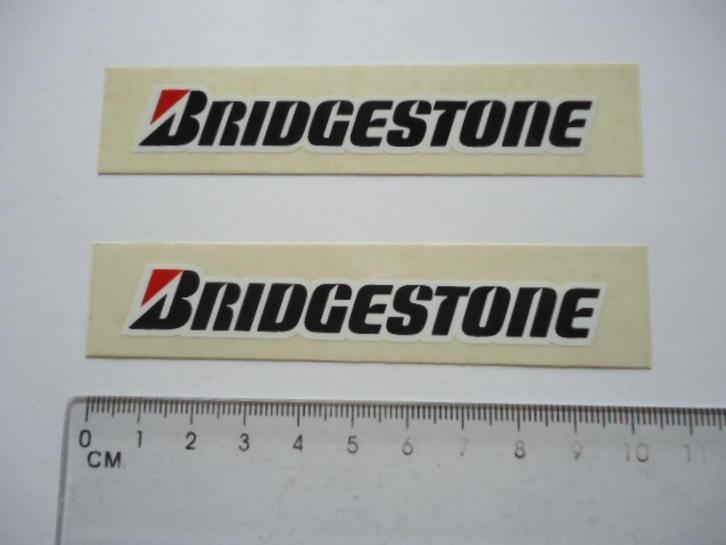 BRIDGESTONE
BRIDGESTONE
0 1 2 3 4 5 6 7 8 9 10 11
CM